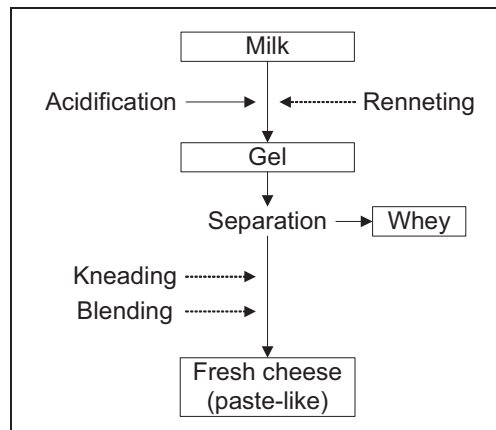 Milk
Acidification
Renneting
Gel
Separation
Whey
Kneading
Blending
Fresh cheese
(paste-like)